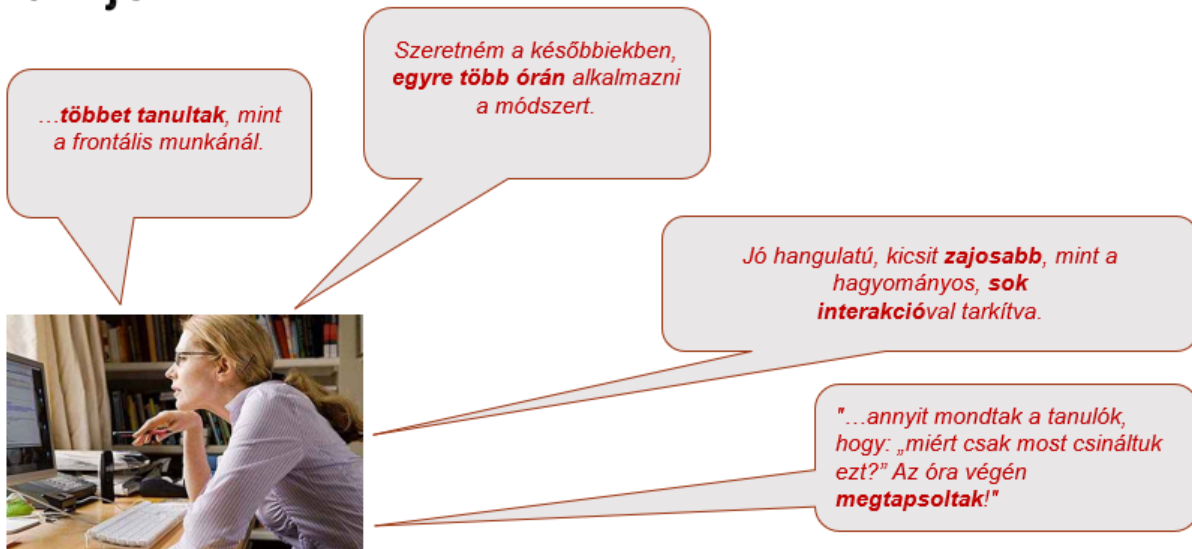 …többet tanultak, mint
a frontális munkánál.
Szeretném a későbbiekben,
egyre több órán alkalmazni
a módszert.
Jó hangulatú, kicsit zajosabb, mint a
hagyományos, sok
interakcióval tarkítva.
"…annyit mondtak a tanulók,
hogy: „miért csak most csináltuk
ezt?” Az óra végén
megtapsoltak!"